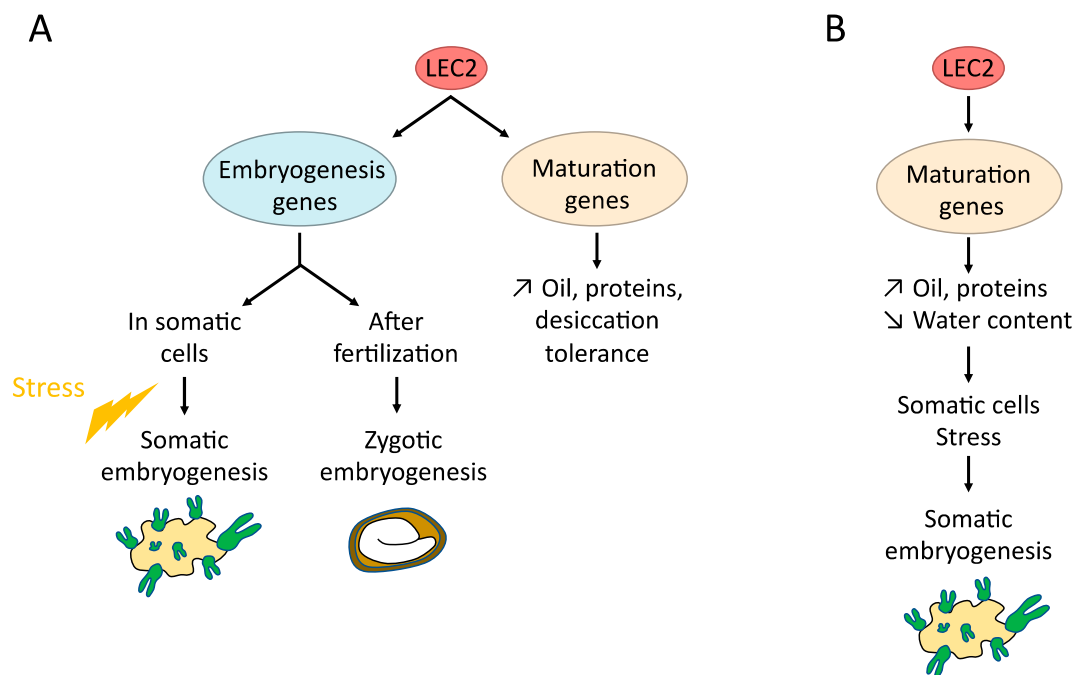 A
LEC2
Embryogenesis
genes
Maturation
genes
↗ Oil, proteins,
desiccation
tolerance
In somatic
cells
After
fertilization
Stress
Somatic
embryogenesis
Zygotic
embryogenesis
B
LEC2
Maturation
genes
↗ Oil, proteins
↘ Water content
Somatic cells
Stress
Somatic
embryogenesis